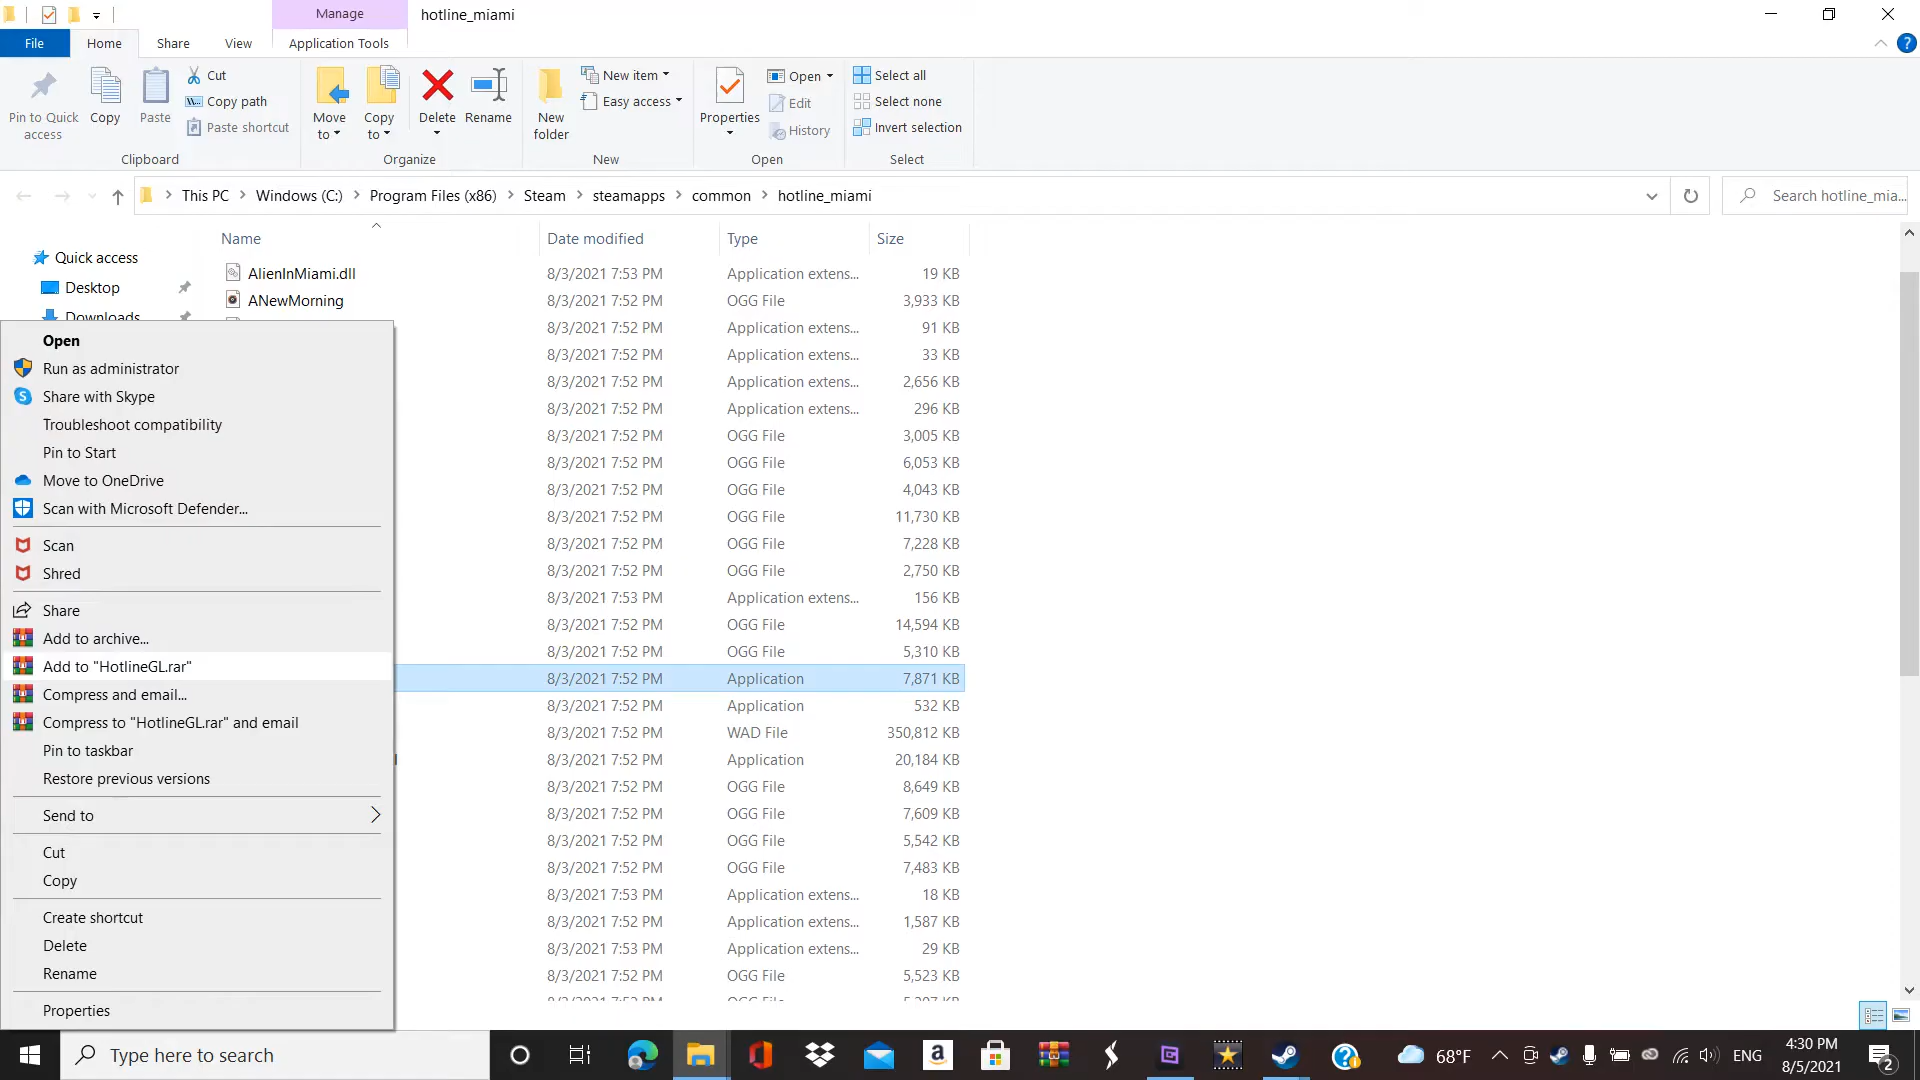 Manage
hotline_miami
File
Home
Share
View
Application Tools
Pin to Quick access
Copy
Paste
Cut
Copy path
Paste shortcut
Move to
Copy to
Delete
Rename
New folder
New item
Easy access
Properties
Open
Edit
History
Select all
Select none
Invert selection
Clipboard
Organize
New
Open
Select
This PC
Windows (C:)
Program Files (x86)
Steam
steamapps
common
hotline_miami
Search hotline_mia...
Quick access
Desktop
Downloads
Name Date modified Type Size
AlienInMiami.dll 8/3/2021 7:53 PM Application extens... 19 KB
ANewMorning 8/3/2021 7:52 PM OGG File 3,933 KB
8/3/2021 7:52 PM Application extens... 91 KB
8/3/2021 7:52 PM Application extens... 33 KB
8/3/2021 7:52 PM Application extens... 2,656 KB
8/3/2021 7:52 PM Application extens... 296 KB
8/3/2021 7:52 PM OGG File 3,005 KB
8/3/2021 7:52 PM OGG File 6,053 KB
8/3/2021 7:52 PM OGG File 4,043 KB
8/3/2021 7:52 PM OGG File 11,730 KB
8/3/2021 7:52 PM OGG File 7,228 KB
8/3/2021 7:52 PM OGG File 2,750 KB
8/3/2021 7:53 PM Application extens... 156 KB
8/3/2021 7:52 PM OGG File 14,594 KB
8/3/2021 7:52 PM OGG File 5,310 KB
8/3/2021 7:52 PM Application 7,871 KB
8/3/2021 7:52 PM Application 532 KB
8/3/2021 7:52 PM WAD File 350,812 KB
8/3/2021 7:52 PM Application 20,184 KB
8/3/2021 7:52 PM OGG File 8,649 KB
8/3/2021 7:52 PM OGG File 7,609 KB
8/3/2021 7:52 PM OGG File 5,542 KB
8/3/2021 7:52 PM OGG File 7,483 KB
8/3/2021 7:53 PM Application extens... 18 KB
8/3/2021 7:52 PM Application extens... 1,587 KB
8/3/2021 7:53 PM Application extens... 29 KB
8/3/2021 7:52 PM OGG File 5,523 KB
Open
Run as administrator
Share with Skype
Troubleshoot compatibility
Pin to Start
Move to OneDrive
Scan with Microsoft Defender...
Scan
Shred
Share
Add to archive...
Add to "HotlineGL.rar"
Compress and email...
Compress to "HotlineGL.rar" and email
Pin to taskbar
Restore previous versions
Send to
Cut
Copy
Create shortcut
Delete
Rename
Properties
Type here to search
68°F
ENG
4:30 PM
8/5/2021
2